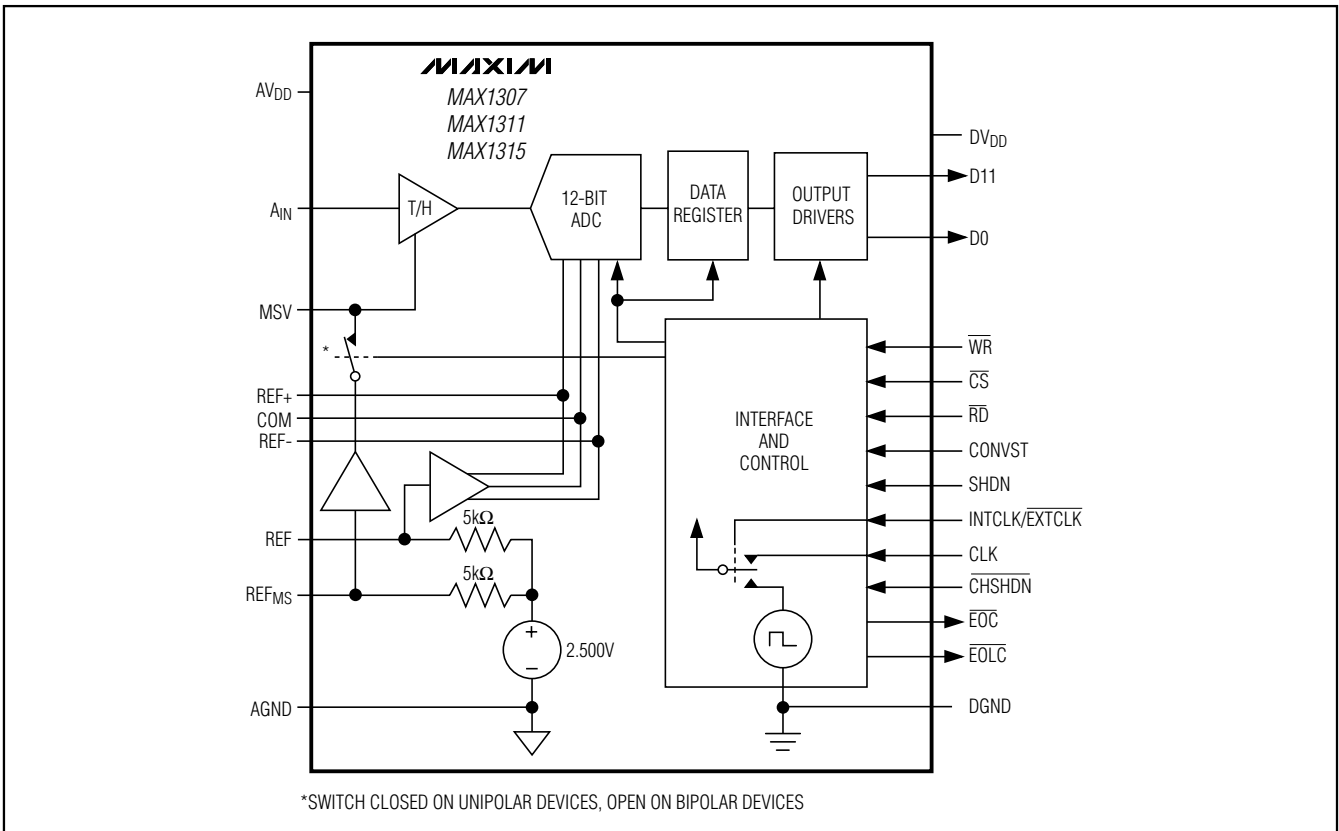 MAXIM
MAX1307
MAX1311
MAX1315
AVDD
AIN
MSV
*
REF+
COM
REF-
REF
REFMS
AGND
T/H
12-BIT
ADC
DATA
REGISTER
OUTPUT
DRIVERS
5kΩ
5kΩ
+
−
2.500V
INTERFACE
AND
CONTROL
DVDD
D11
D0
WR
CS
RD
CONVST
SHDN
INTCLK/EXTCLK
CLK
CHSHDN
EOC
EOLC
DGND
*SWITCH CLOSED ON UNIPOLAR DEVICES, OPEN ON BIPOLAR DEVICES